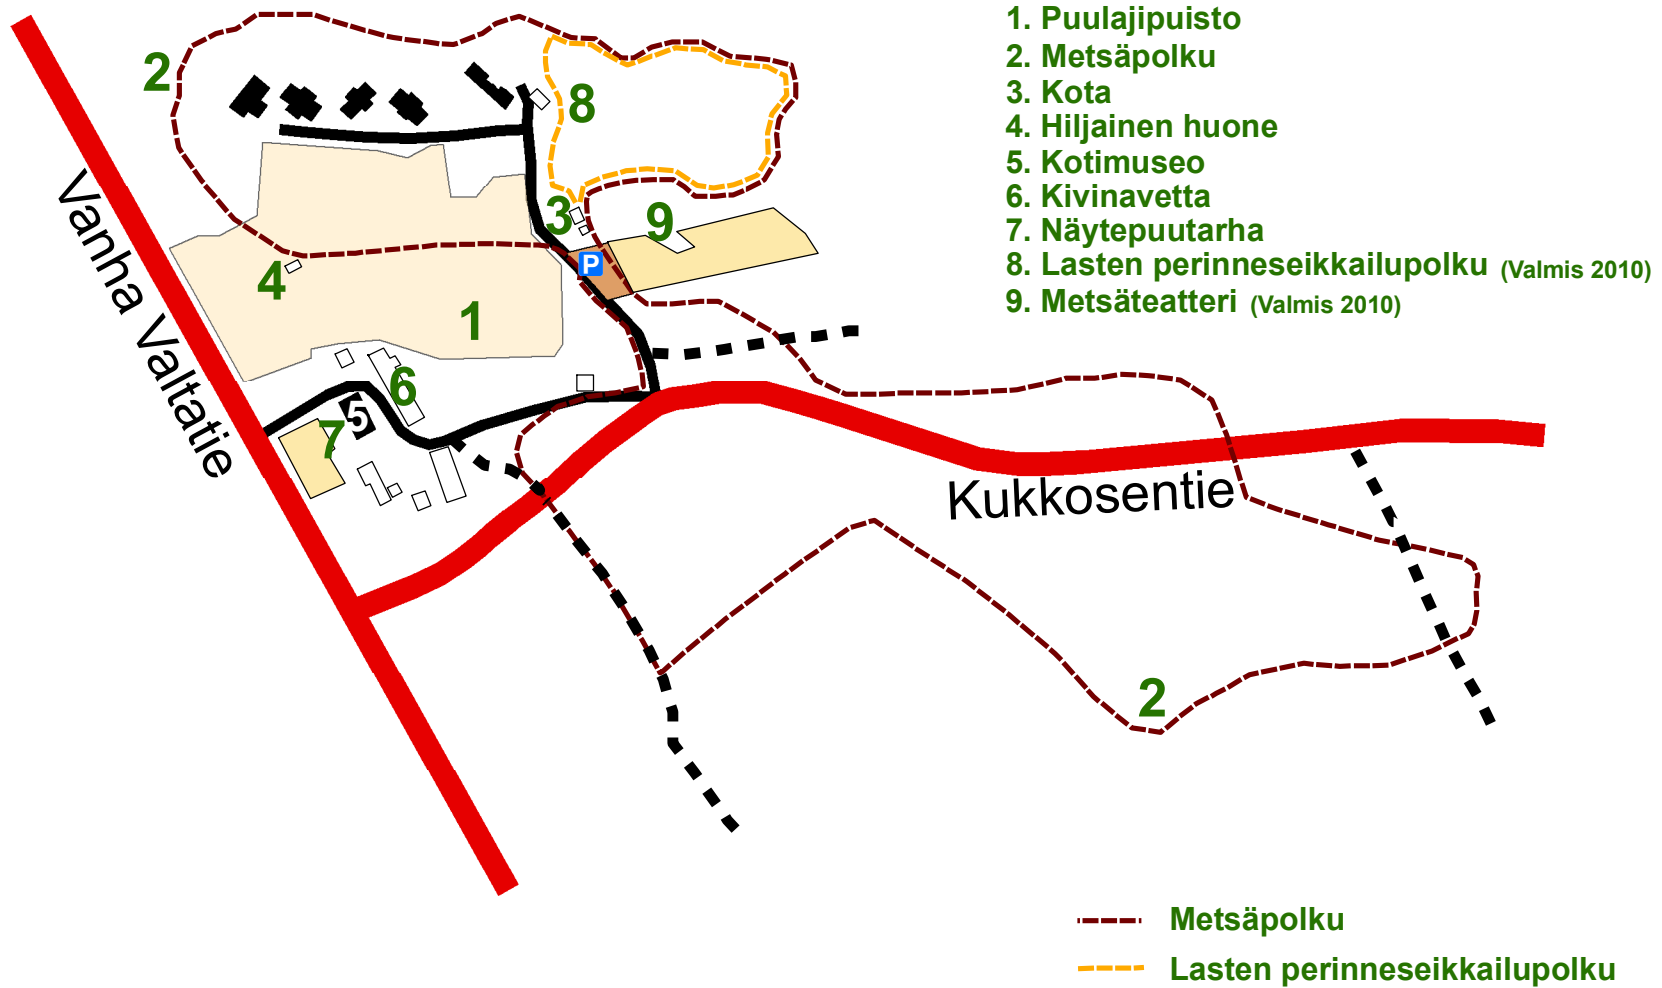 1. Puulajipuisto
2. Metsäpolku
3. Kota
4. Hiljainen huone
5. Kotimuseo
6. Kivinavetta
7. Näytepuutarha
8. Lasten perinneseikkailupolku (Valmis 2010)
9. Metsäteatteri (Valmis 2010)
2
8
3
9
P
4
1
6
5
7
Vanha Valtatie
Kukkosentie
2
Metsäpolku
Lasten perinneseikkailupolku